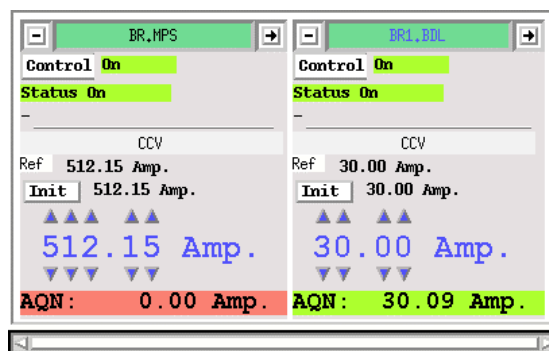 BR.MPS
Control On
Status On
CCV
Ref 512.15 Amp.
Init 512.15 Amp.
512.15 Amp.
AQN: 0.00 Amp.
BR1.BDL
Control On
Status On
CCV
Ref 30.00 Amp.
Init 30.00 Amp.
30.00 Amp.
AQN: 30.09 Amp.